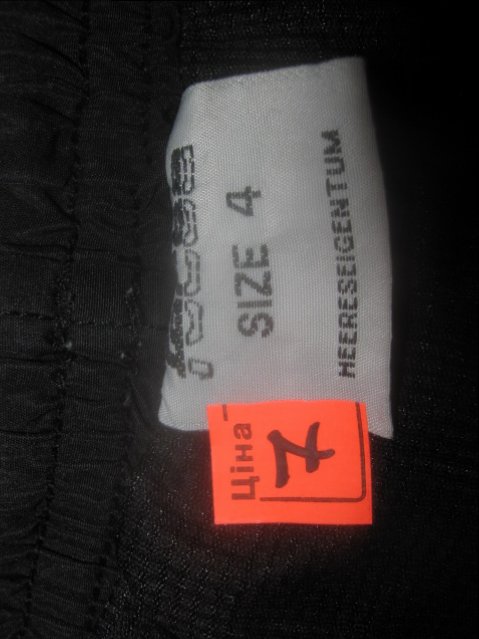 SIZE 4
HEERESEIGENTUM
Ціна
7